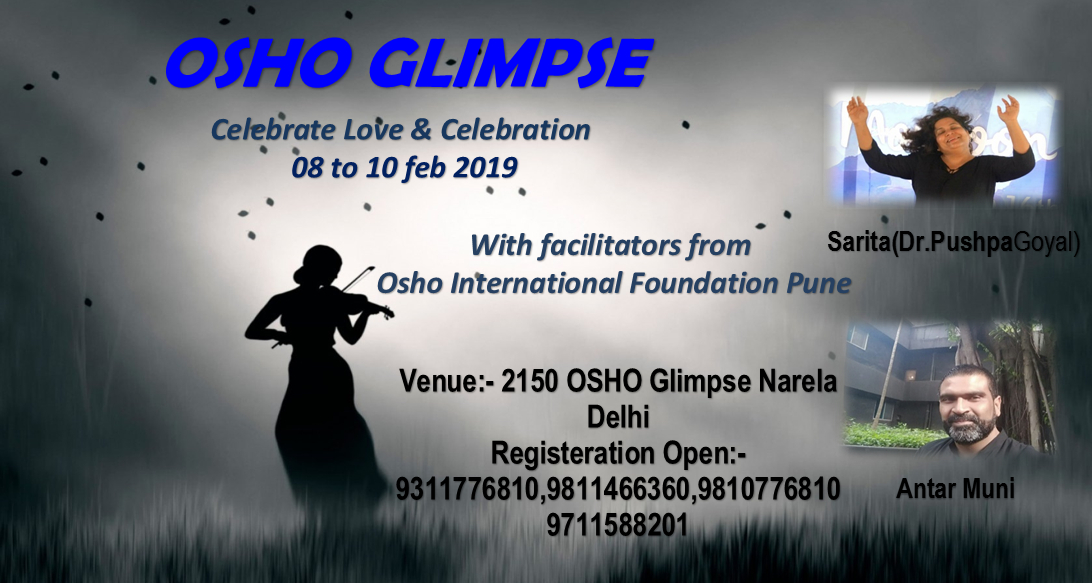 OSHO GLIMPSE
Celebrate Love & Celebration
08 to 10 feb 2019
With facilitators from
Osho International Foundation Pune
Sarita(Dr.PushpaGoyal)
Venue:- 2150 OSHO Glimpse Narela
Delhi
Registeration Open:-
9311776810,9811466360,9810776810
9711588201
Antar Muni